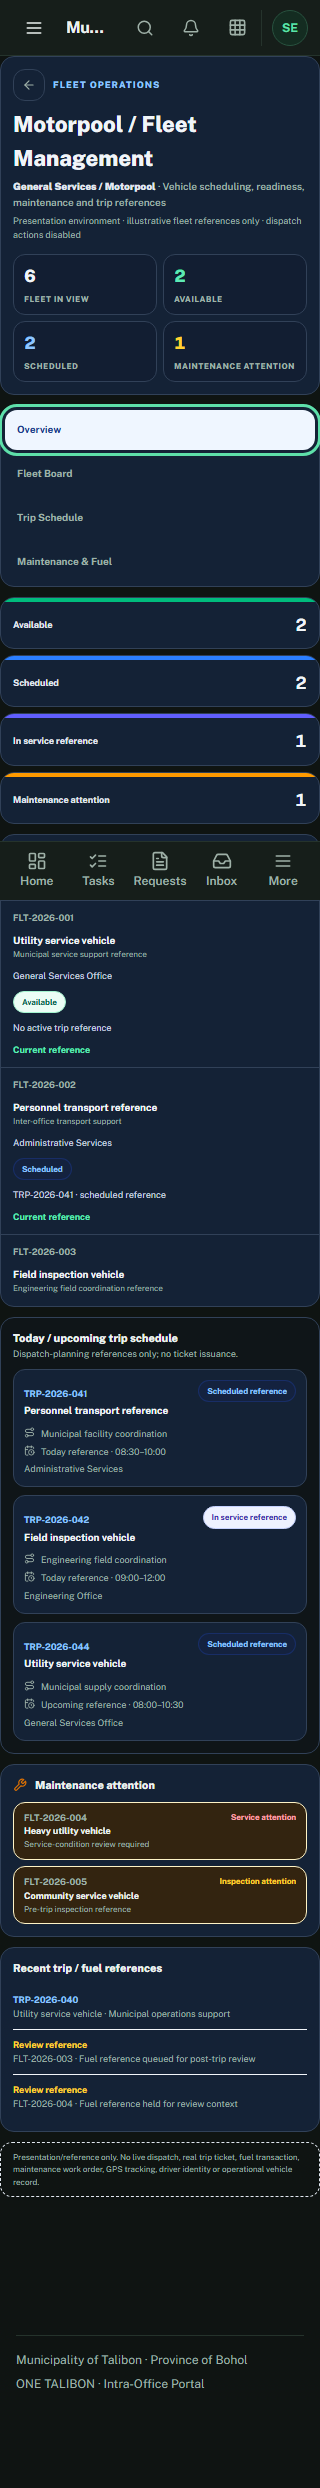 Mu...
SE
FLEET OPERATIONS
Motorpool / Fleet
Management
General Services / Motorpool · Vehicle scheduling, readiness,
maintenance and trip references
Presentation environment · illustrative fleet references only · dispatch
actions disabled
6
FLEET IN VIEW
2
AVAILABLE
2
SCHEDULED
1
MAINTENANCE ATTENTION
Overview
Fleet Board
Trip Schedule
Maintenance & Fuel
Available 2
Scheduled 2
In service reference 1
Maintenance attention 1
Home Tasks Requests Inbox More
FLT-2026-001
Utility service vehicle
Municipal service support reference
General Services Office
Available
No active trip reference
Current reference
FLT-2026-002
Personnel transport reference
Inter-office transport support
Administrative Services
Scheduled
TRP-2026-041 · scheduled reference
Current reference
FLT-2026-003
Field inspection vehicle
Engineering field coordination reference
Today / upcoming trip schedule
Dispatch-planning references only; no ticket issuance.
TRP-2026-041 Scheduled reference
Personnel transport reference
Municipal facility coordination
Today reference · 08:30–10:00
Administrative Services
TRP-2026-042 In service reference
Field inspection vehicle
Engineering field coordination
Today reference · 09:00–12:00
Engineering Office
TRP-2026-044 Scheduled reference
Utility service vehicle
Municipal supply coordination
Upcoming reference · 08:00–10:30
General Services Office
Maintenance attention
FLT-2026-004 Service attention
Heavy utility vehicle
Service-condition review required
FLT-2026-005 Inspection attention
Community service vehicle
Pre-trip inspection reference
Recent trip / fuel references
TRP-2026-040
Utility service vehicle · Municipal operations support
Review reference
FLT-2026-003 · Fuel reference queued for post-trip review
Review reference
FLT-2026-004 · Fuel reference held for review context
Presentation/reference only. No live dispatch, real trip ticket, fuel transaction,
maintenance work order, GPS tracking, driver identity or operational vehicle
record.
Municipality of Talibon · Province of Bohol
ONE TALIBON · Intra-Office Portal